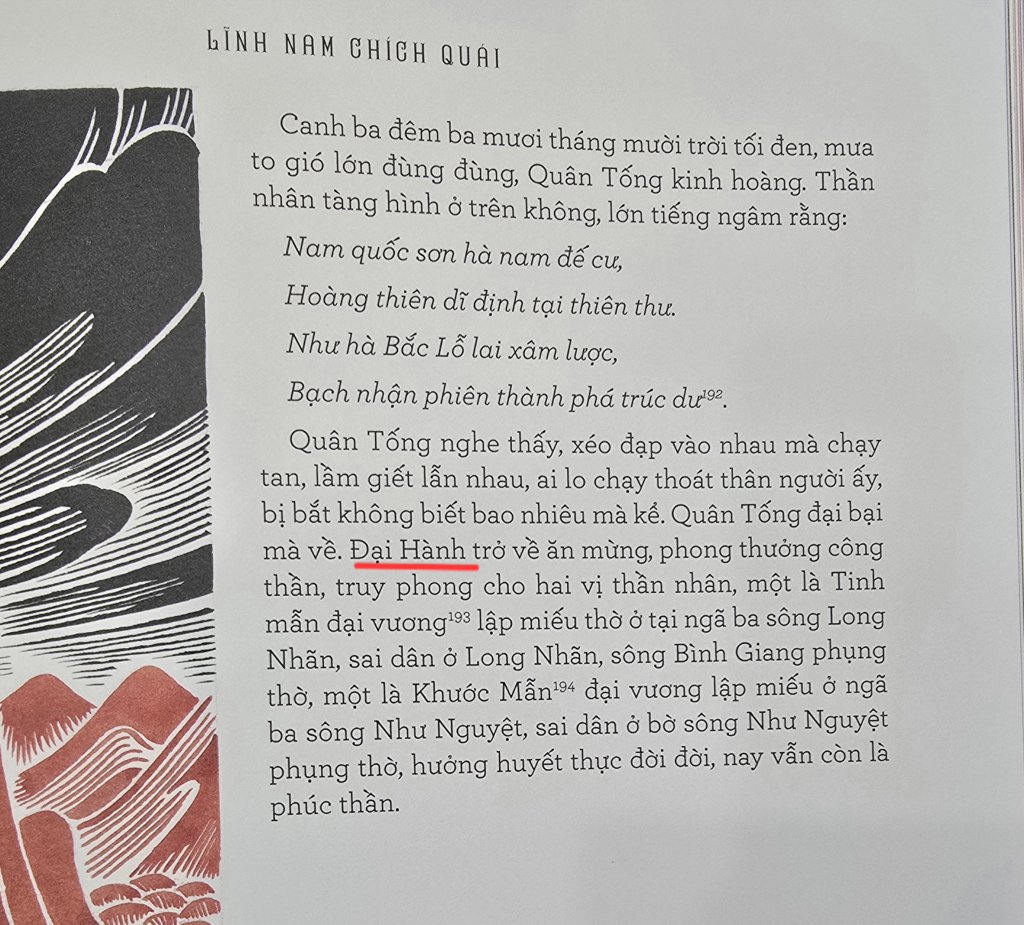 LĨNH NAM CHÍCH QUÁI
Canh ba đêm ba mươi tháng mười trời tối đen, mưa
to gió lớn đùng đùng, Quân Tống kinh hoàng. Thần
nhân tàng hình ở trên không, lớn tiếng ngâm rằng:
Nam quốc sơn hà nam đế cư,
Hoàng thiên dĩ định tại thiên thư.
Như hà Bắc Lỗ lai xâm lược,
Bạch nhận phiên thành phá trúc dư¹⁹².
Quân Tống nghe thấy, xéo đạp vào nhau mà chạy
tan, lầm giết lẫn nhau, ai lo chạy thoát thân người ấy,
bị bắt không biết bao nhiêu mà kể. Quân Tống đại bại
mà về. Đại Hành trở về ăn mừng, phong thưởng công
thần, truy phong cho hai vị thần nhân, một là Tinh
mẫn đại vương¹⁹³ lập miếu thờ ở tại ngã ba sông Long
Nhãn, sai dân ở Long Nhãn, sông Bình Giang phụng
thờ, một là Khước Mẫn¹⁹⁴ đại vương lập miếu ở ngã
ba sông Như Nguyệt, sai dân ở bờ sông Như Nguyệt
phụng thờ, hưởng huyết thực đời đời, nay vẫn còn là
phúc thần.